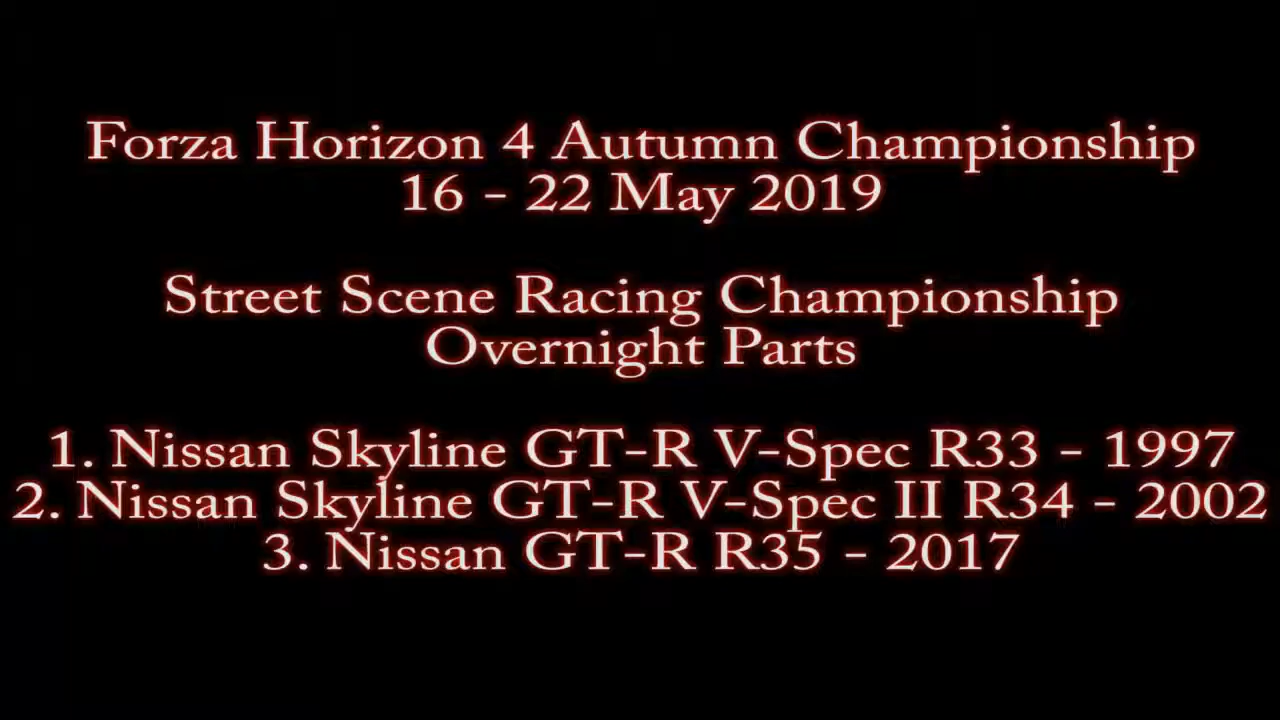 Forza Horizon 4 Autumn Championship
16 - 22 May 2019
Street Scene Racing Championship
Overnight Parts
1. Nissan Skyline GT-R V-Spec R33 - 1997
2. Nissan Skyline GT-R V-Spec II R34 - 2002
3. Nissan GT-R R35 - 2017